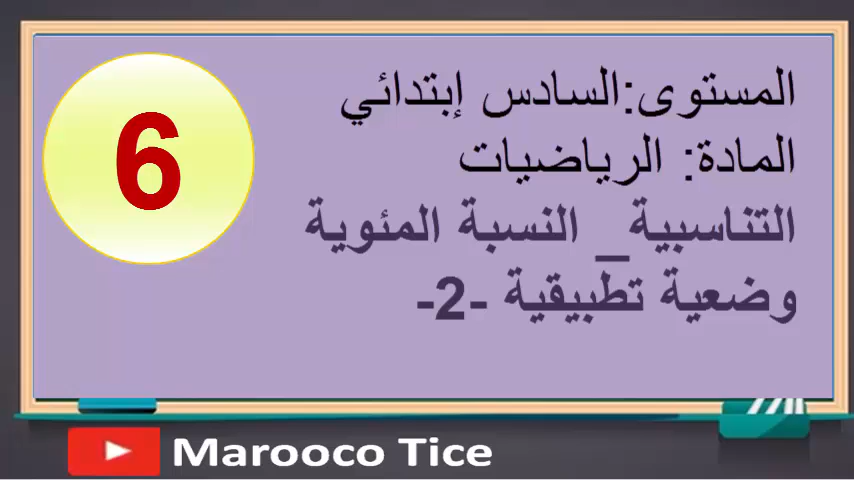 6
المستوى:السادس إبتدائي
المادة: الرياضيات
التناسبية_ النسبة المئوية
وضعية تطبيقية -2-
Marooco Tice